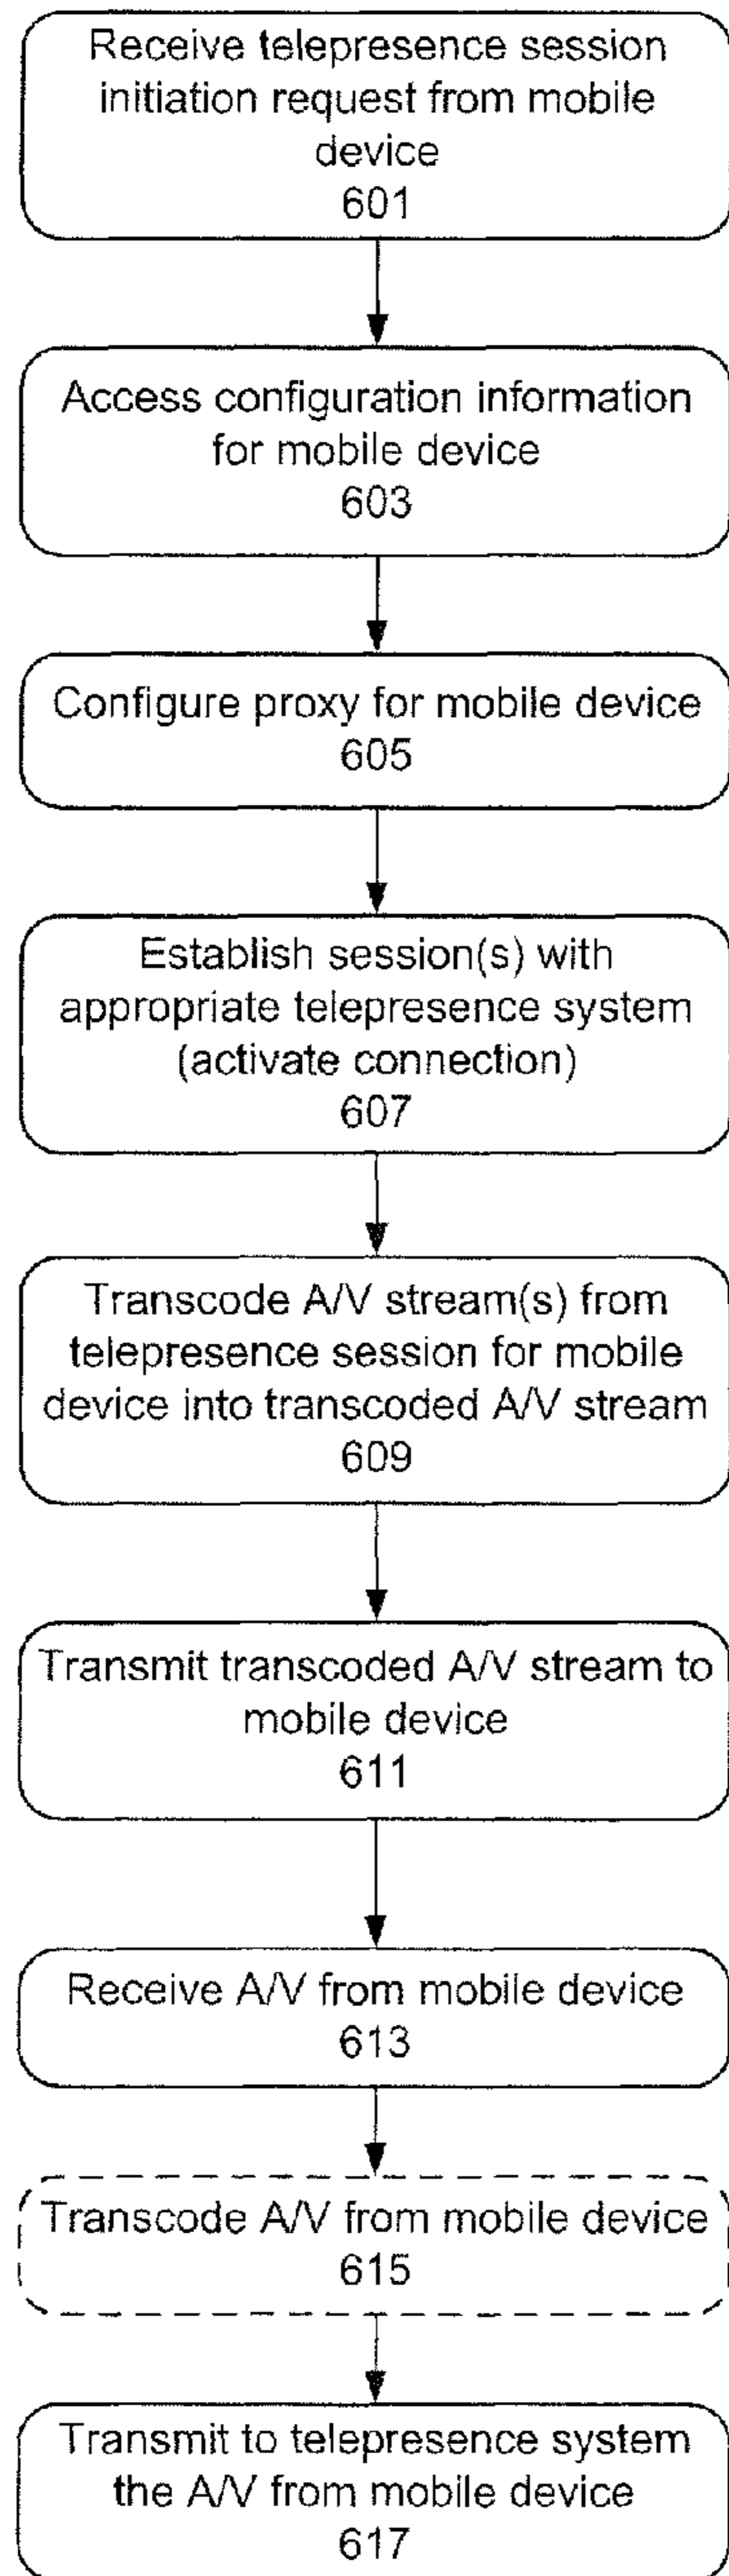 Receive telepresence session
initiation request from mobile
device
601
Access configuration information
for mobile device
603
Configure proxy for mobile device
605
Establish session(s) with
appropriate telepresence system
(activate connection)
607
Transcode A/V stream(s) from
telepresence session for mobile
device into transcoded A/V stream
609
Transmit transcoded A/V stream to
mobile device
611
Receive A/V from mobile device
613
Transcode A/V from mobile device
615
Transmit to telepresence system
the A/V from mobile device
617